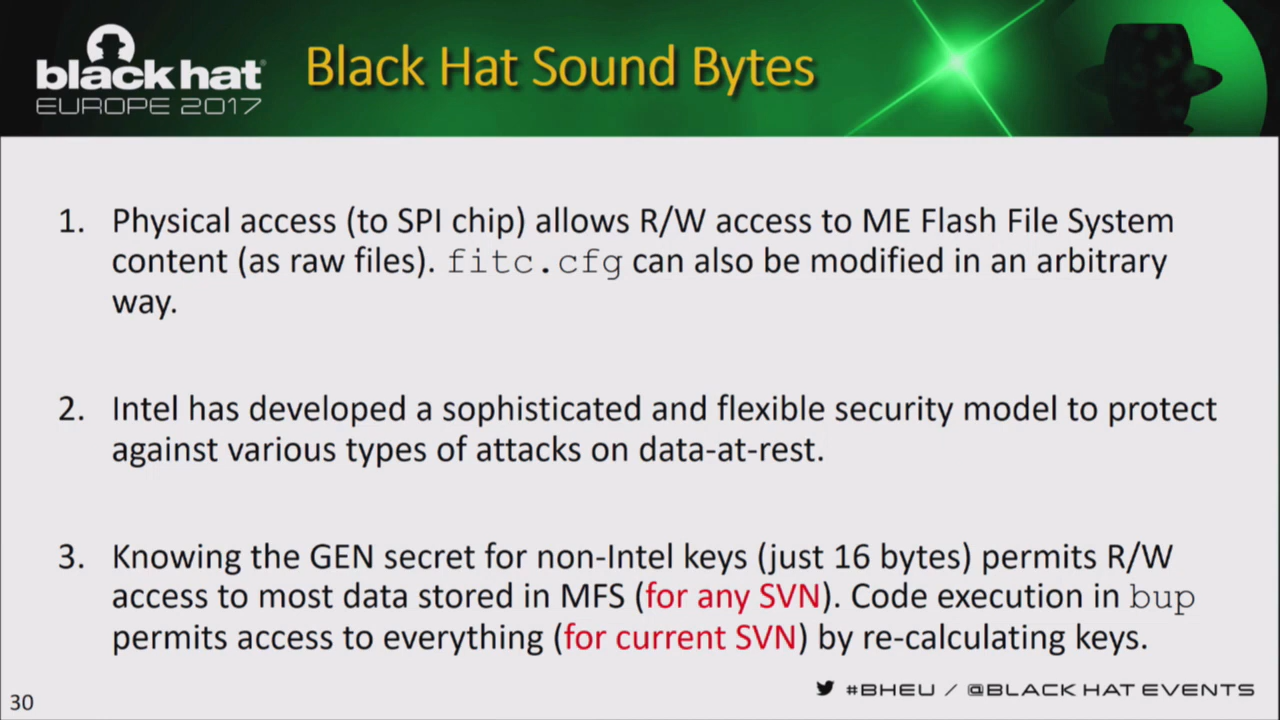 black hat
EUROPE 2017
Black Hat Sound Bytes
1. Physical access (to SPI chip) allows R/W access to ME Flash File System
content (as raw files). fitc.cfg can also be modified in an arbitrary
way.
2. Intel has developed a sophisticated and flexible security model to protect
against various types of attacks on data-at-rest.
3. Knowing the GEN secret for non-Intel keys (just 16 bytes) permits R/W
access to most data stored in MFS (for any SVN). Code execution in bup
permits access to everything (for current SVN) by re-calculating keys.
30
#BHEU / @BLACK HAT EVENTS